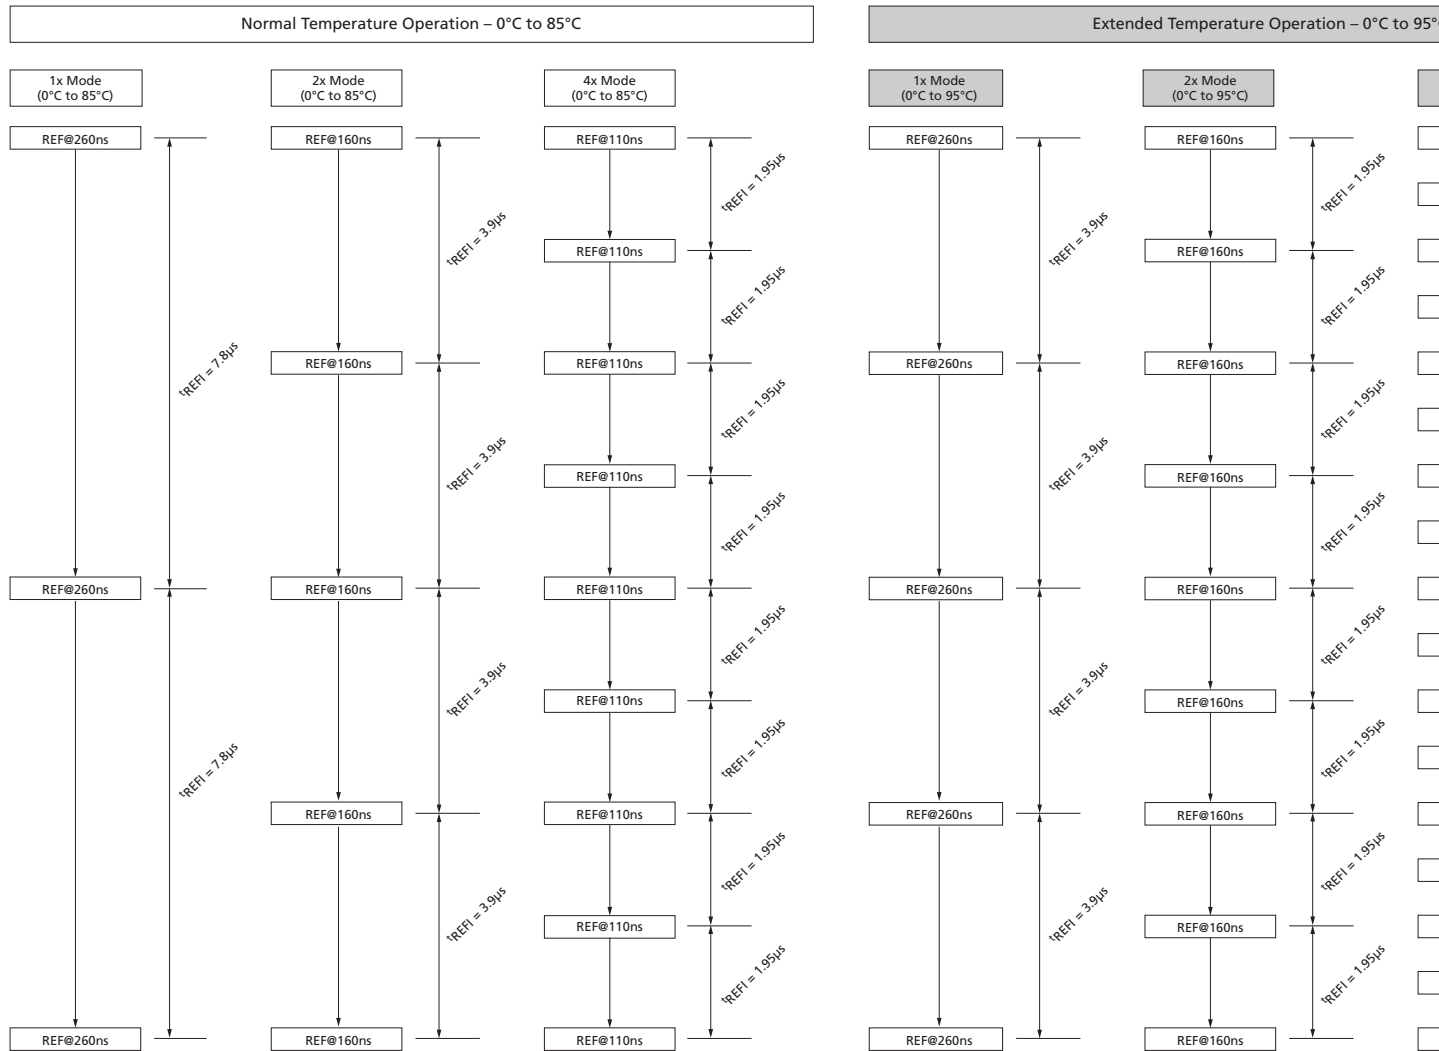 Normal Temperature Operation – 0°C to 85°C
Extended Temperature Operation – 0°C to 95°
1x Mode
(0°C to 85°C)
2x Mode
(0°C to 85°C)
4x Mode
(0°C to 85°C)
1x Mode
(0°C to 95°C)
2x Mode
(0°C to 95°C)
REF@260ns
REF@160ns
REF@110ns
REF@260ns
REF@160ns
tREFI = 1.95µs
tREFI = 1.95µs
tREFI = 3.9µs
tREFI = 3.9µs
REF@110ns
REF@160ns
tREFI = 1.95µs
tREFI = 1.95µs
REF@160ns
REF@110ns
REF@260ns
REF@160ns
tREFI = 7.8µs
tREFI = 1.95µs
tREFI = 1.95µs
tREFI = 3.9µs
tREFI = 3.9µs
REF@110ns
REF@160ns
tREFI = 1.95µs
tREFI = 1.95µs
REF@260ns
REF@160ns
REF@110ns
REF@260ns
REF@160ns
tREFI = 1.95µs
tREFI = 1.95µs
tREFI = 3.9µs
tREFI = 3.9µs
REF@110ns
REF@160ns
tREFI = 1.95µs
tREFI = 1.95µs
tREFI = 7.8µs
REF@160ns
REF@110ns
REF@260ns
REF@160ns
tREFI = 1.95µs
tREFI = 1.95µs
tREFI = 3.9µs
tREFI = 3.9µs
REF@110ns
REF@160ns
tREFI = 1.95µs
tREFI = 1.95µs
REF@260ns
REF@160ns
REF@110ns
REF@260ns
REF@160ns